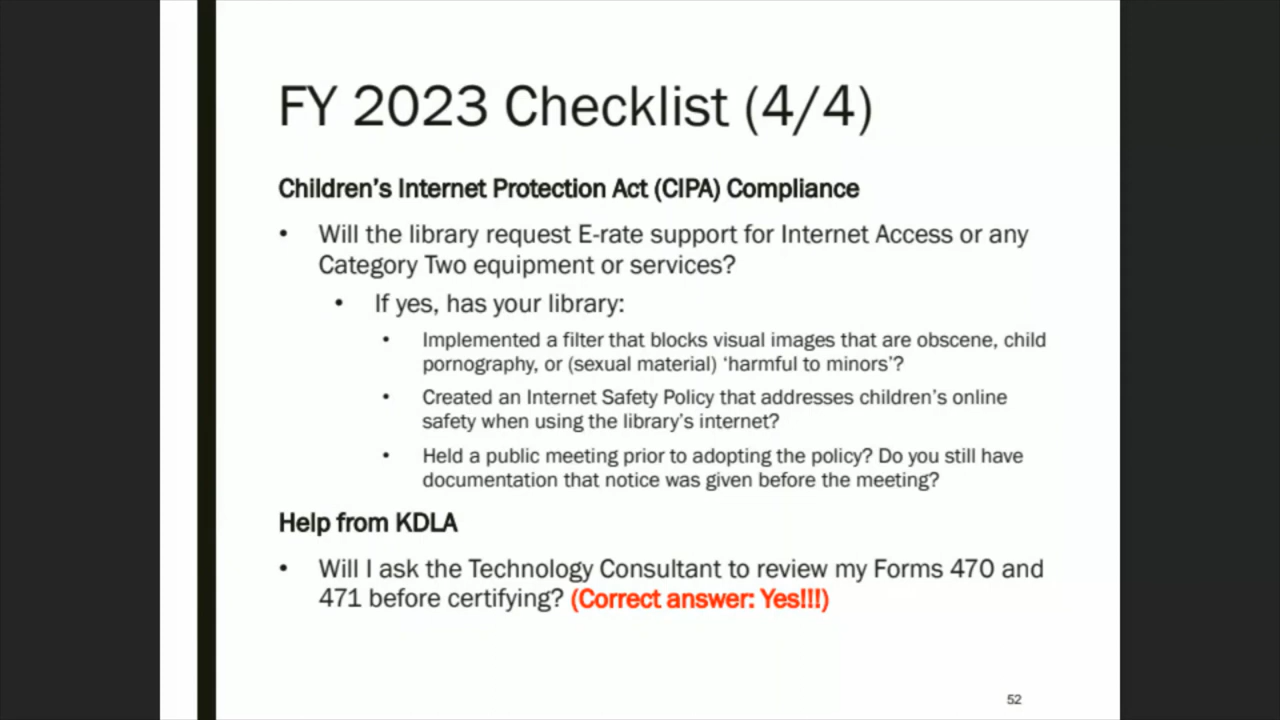 FY 2023 Checklist (4/4)
Children's Internet Protection Act (CIPA) Compliance
• Will the library request E-rate support for Internet Access or any
Category Two equipment or services?
• If yes, has your library:
• Implemented a filter that blocks visual images that are obscene, child
pornography, or (sexual material) ‘harmful to minors’?
• Created an Internet Safety Policy that addresses children’s online
safety when using the library’s internet?
• Held a public meeting prior to adopting the policy? Do you still have
documentation that notice was given before the meeting?
Help from KDLA
• Will I ask the Technology Consultant to review my Forms 470 and
471 before certifying? (Correct answer: Yes!!!)
52